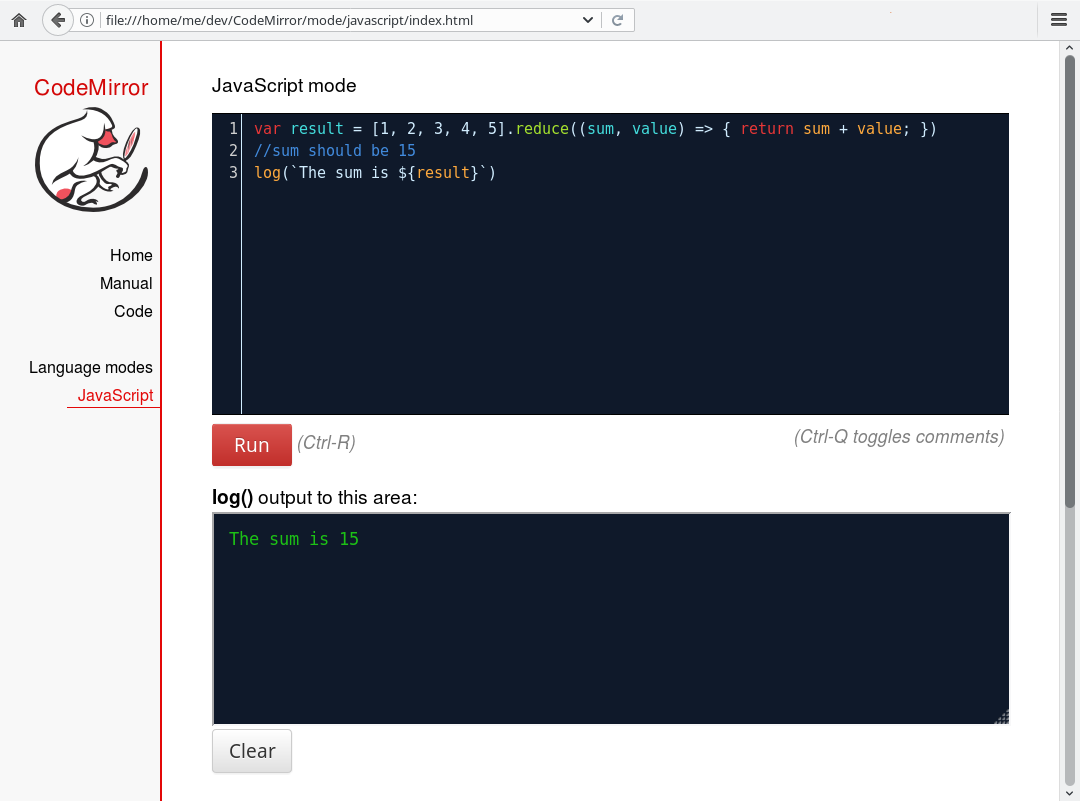 file:///home/me/dev/CodeMirror/mode/javascript/index.html
CodeMirror
Home
Manual
Code
Language modes
JavaScript
JavaScript mode
1 var result = [1, 2, 3, 4, 5].reduce((sum, value) => { return sum + value; })
2 //sum should be 15
3 log(`The sum is ${result}`)
Run (Ctrl-R)
(Ctrl-Q toggles comments)
log() output to this area:
The sum is 15
Clear